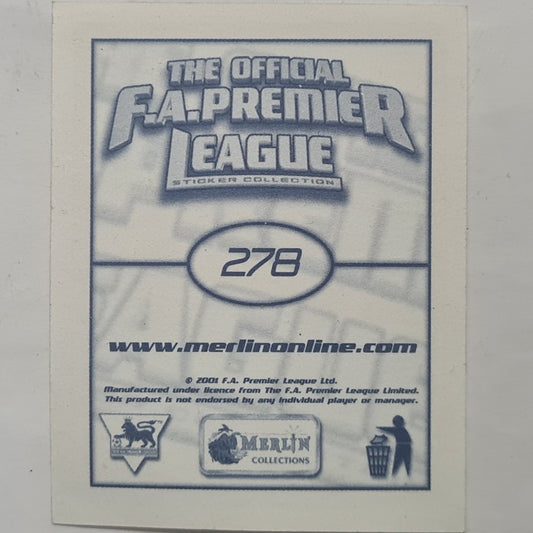 THE OFFICIAL
F.A. PREMIER
LEAGUE
STICKER COLLECTION
278
www.merlinonline.com
© 2001 F.A. Premier League Ltd.
Manufactured under licence from The F.A. Premier League Limited.
This product is not endorsed by any individual player or manager.
MERLIN
COLLECTIONS